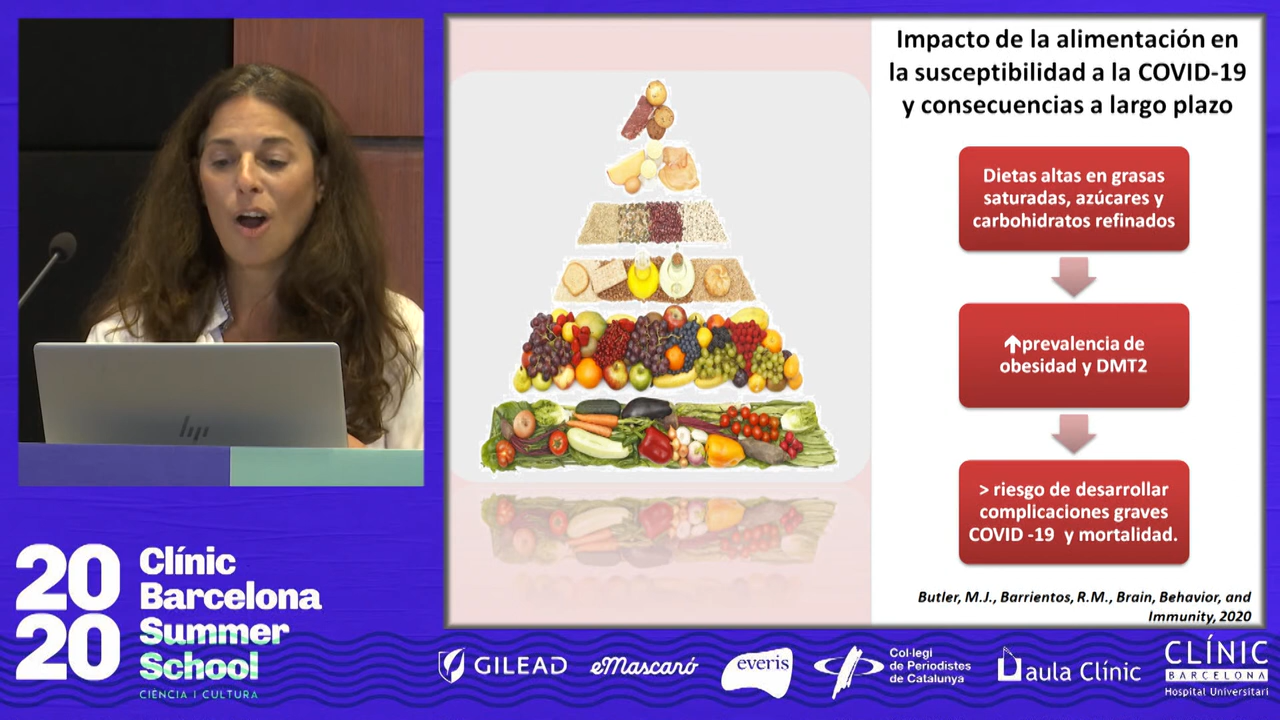 Impacto de la alimentación en
la susceptibilidad a la COVID-19
y consecuencias a largo plazo
Dietas altas en grasas
saturadas, azúcares y
carbohidratos refinados
↑prevalencia de
obesidad y DMT2
> riesgo de desarrollar
complicaciones graves
COVID -19 y mortalidad.
Butler, M.J., Barrientos, R.M., Brain, Behavior, and
Immunity, 2020
hp
20
20
Clínic
Barcelona
Summer
School
CIÈNCIA I CULTURA
GILEAD
eMascaró
everis
Col·legi
de Periodistes
de Catalunya
aula Clínic
CLÍNIC
BARCELONA
Hospital Universitari